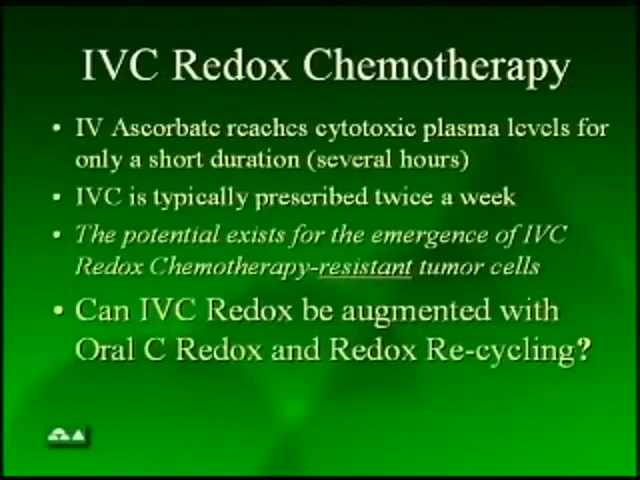 IVC Redox Chemotherapy
• IV Ascorbate reaches cytotoxic plasma levels for
only a short duration (several hours)
• IVC is typically prescribed twice a week
• The potential exists for the emergence of IVC
Redox Chemotherapy-resistant tumor cells
• Can IVC Redox be augmented with
Oral C Redox and Redox Re-cycling?